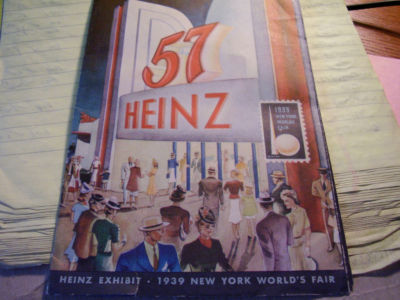 57
HEINZ
1939
NEW YORK
WORLD'S
FAIR
HEINZ EXHIBIT · 1939 NEW YORK WORLD'S FAIR